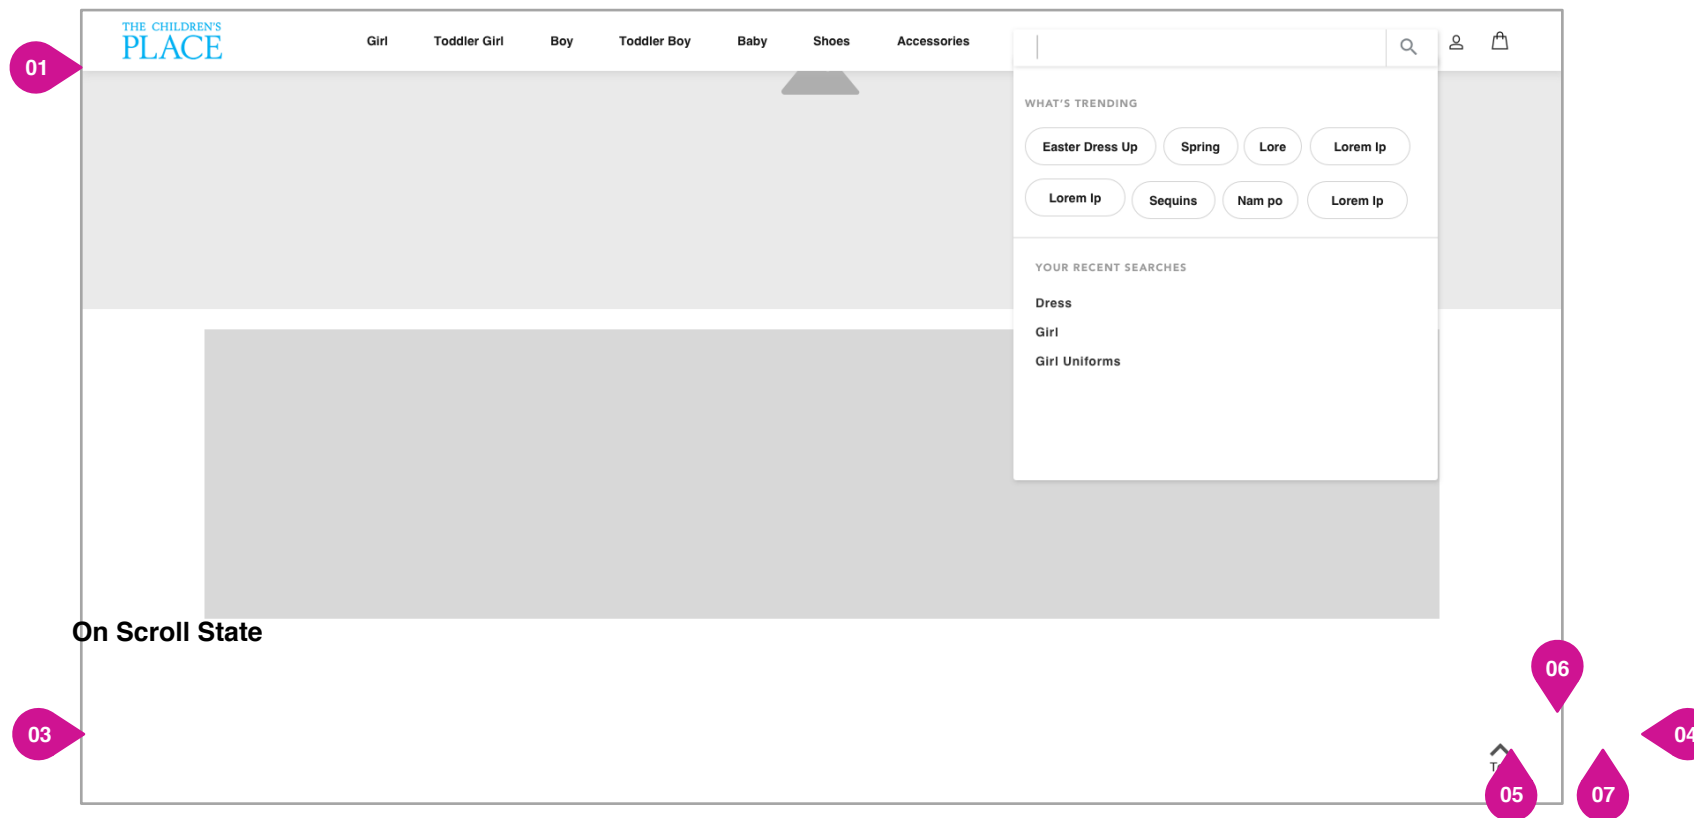 THE CHILDREN'S
PLACE
Girl Toddler Girl Boy Toddler Boy Baby Shoes Accessories
01
WHAT'S TRENDING
Easter Dress Up Spring Lore Lorem Ip
Lorem Ip Sequins Nam po Lorem Ip
YOUR RECENT SEARCHES
Dress
Girl
Girl Uniforms
On Scroll State
06
03
04
05 07